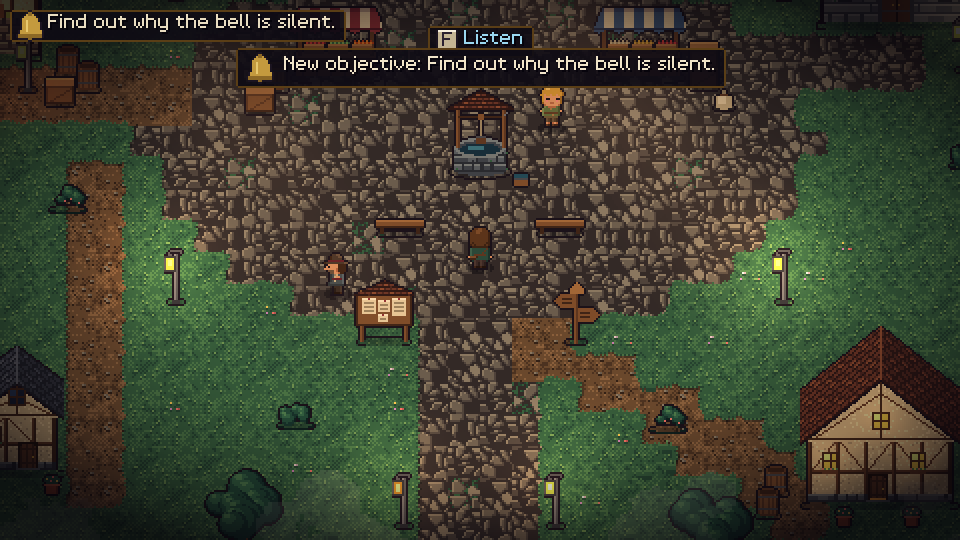 Find out why the bell is silent.
F Listen
New objective: Find out why the bell is silent.